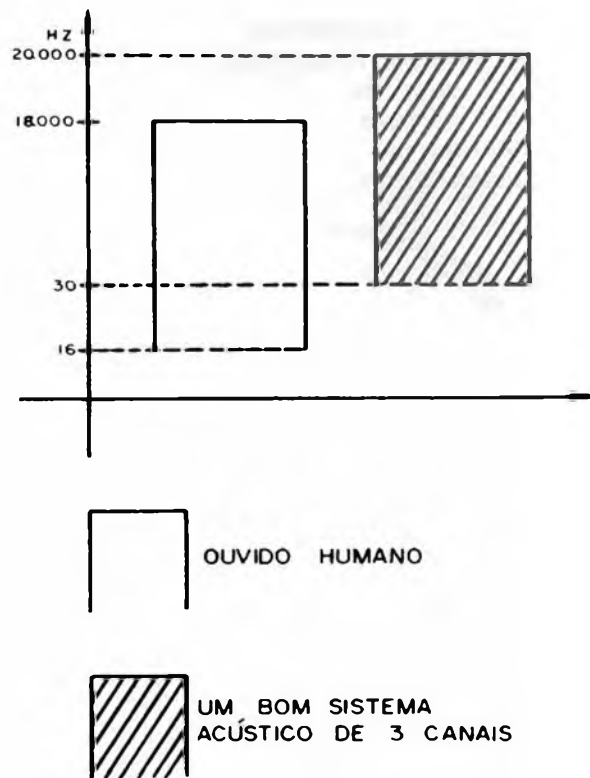 HZ
20.000
18.000
30
16
OUVIDO HUMANO
UM BOM SISTEMA
ACÚSTICO DE 3 CANAIS